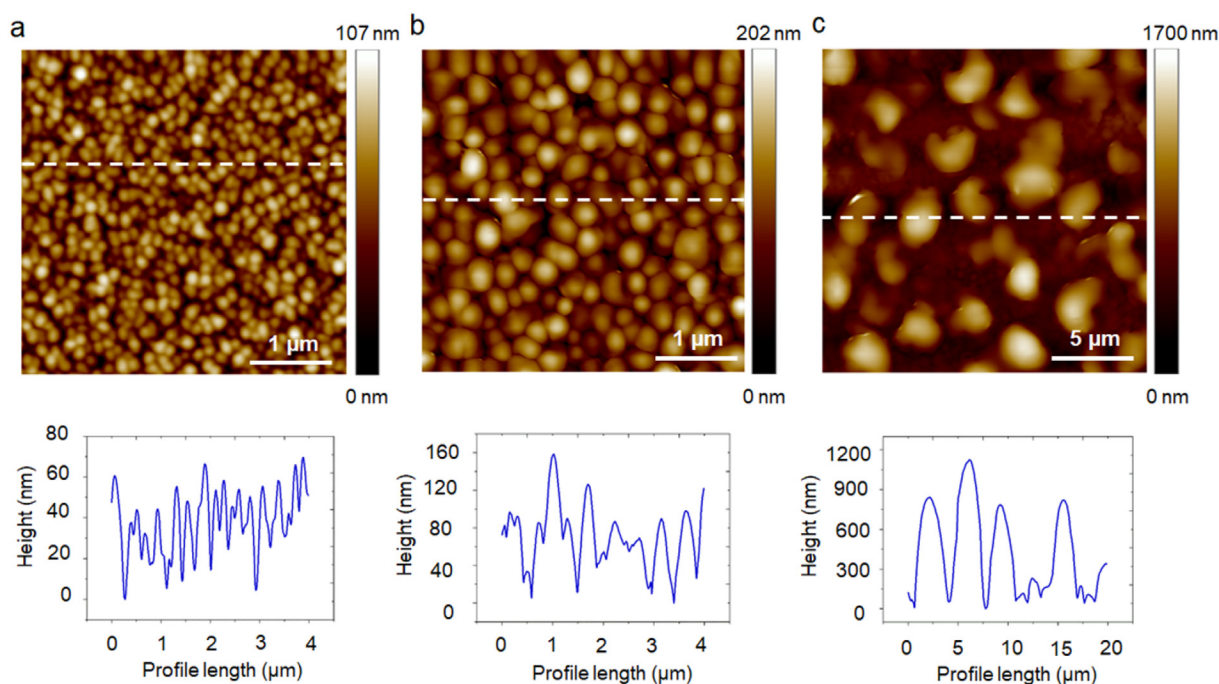 a
107 nm
1 µm
0 nm
b
202 nm
1 µm
0 nm
c
1700 nm
5 µm
0 nm
Height (nm)
80
60
40
20
0
0 1 2 3 4
Profile length (µm)
Height (nm)
160
120
80
40
0
0 1 2 3 4
Profile length (µm)
Height (nm)
1200
900
600
300
0
0 5 10 15 20
Profile length (µm)